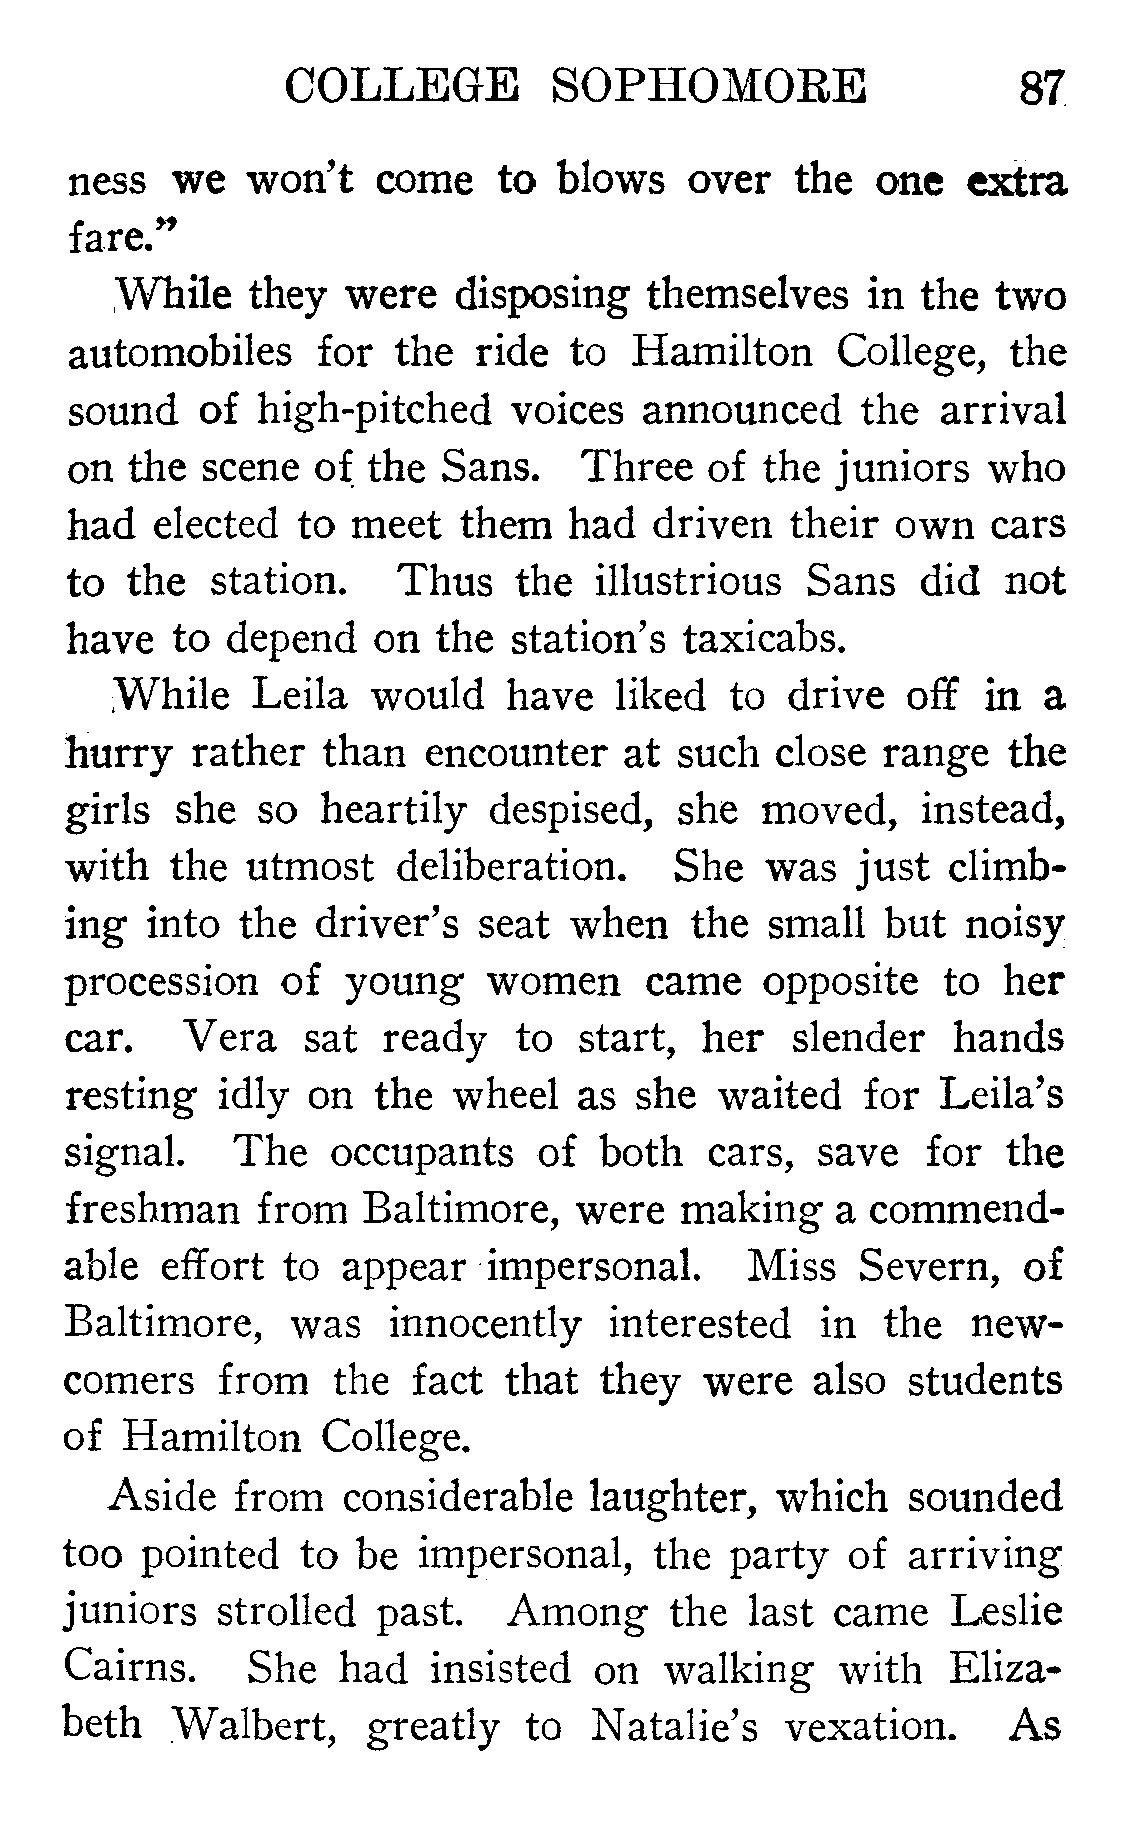 COLLEGE SOPHOMORE 87
ness we won't come to blows over the one extra
fare."
While they were disposing themselves in the two
automobiles for the ride to Hamilton College, the
sound of high-pitched voices announced the arrival
on the scene of the Sans. Three of the juniors who
had elected to meet them had driven their own cars
to the station. Thus the illustrious Sans did not
have to depend on the station's taxicabs.
While Leila would have liked to drive off in a
hurry rather than encounter at such close range the
girls she so heartily despised, she moved, instead,
with the utmost deliberation. She was just climb-
ing into the driver's seat when the small but noisy
procession of young women came opposite to her
car. Vera sat ready to start, her slender hands
resting idly on the wheel as she waited for Leila's
signal. The occupants of both cars, save for the
freshman from Baltimore, were making a commend-
able effort to appear impersonal. Miss Severn, of
Baltimore, was innocently interested in the new-
comers from the fact that they were also students
of Hamilton College.
Aside from considerable laughter, which sounded
too pointed to be impersonal, the party of arriving
juniors strolled past. Among the last came Leslie
Cairns. She had insisted on walking with Eliza-
beth Walbert, greatly to Natalie's vexation. As